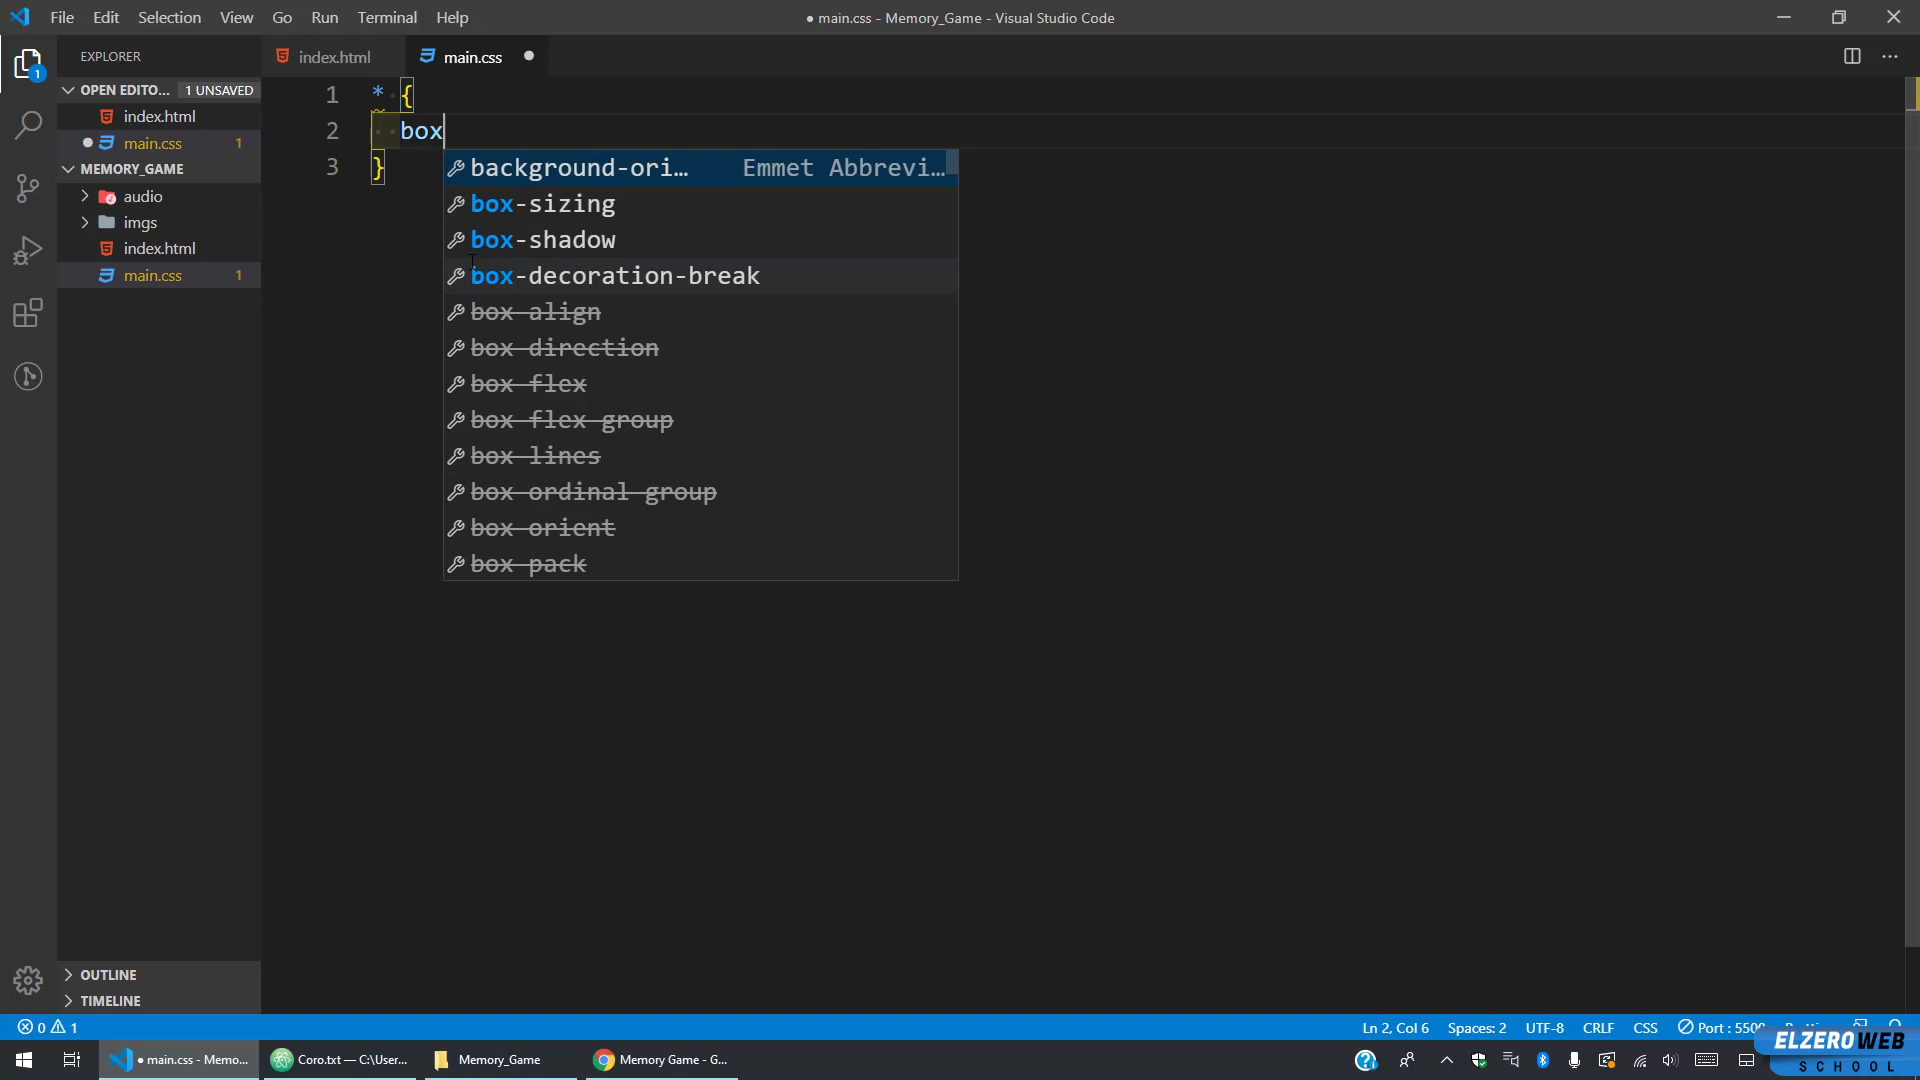 File Edit Selection View Go Run Terminal Help
● main.css - Memory_Game - Visual Studio Code
EXPLORER
index.html
main.css
OPEN EDITO... 1 UNSAVED
index.html
main.css 1
MEMORY_GAME
audio
imgs
index.html
main.css 1
OUTLINE
TIMELINE
1
1 * {
2 box
3 }
background-ori... Emmet Abbrevi...
box-sizing
box-shadow
box-decoration-break
box-align
box-direction
box-flex
box-flex-group
box-lines
box-ordinal-group
box-orient
box-pack
0 1
Ln 2, Col 6 Spaces: 2 UTF-8 CRLF CSS Port : 5500
● main.css - Memo... Coro.txt — C:\User... Memory_Game Memory Game - G...
ELZEROWEB
SCHOOL